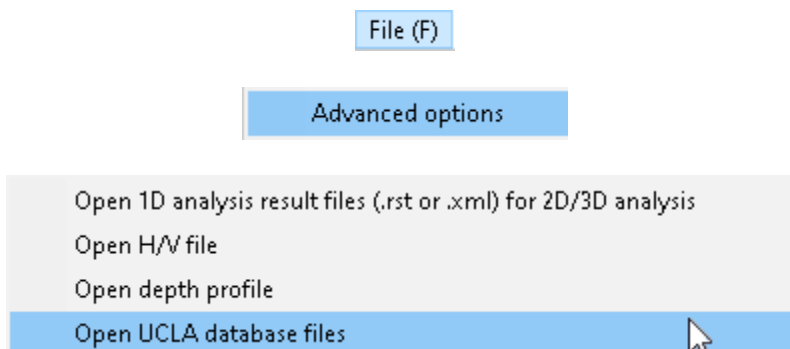 File (F)
Advanced options
Open 1D analysis result files (.rst or .xml) for 2D/3D analysis
Open H/V file
Open depth profile
Open UCLA database files